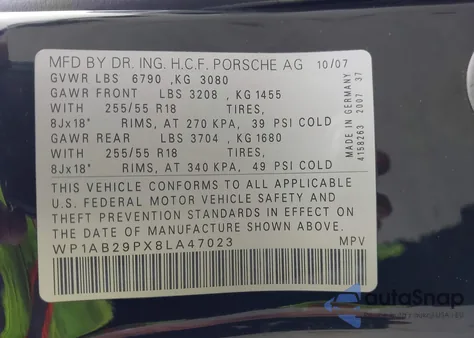 MFD BY DR. ING. H.C.F. PORSCHE AG 10/07
GVWR LBS 6790 ,KG 3080
GAWR FRONT LBS 3208 , KG 1455
WITH 255/55 R18 TIRES,
8Jx18" RIMS, AT 270 KPA, 39 PSI COLD
GAWR REAR LBS 3704 , KG 1680
WITH 255/55 R18 TIRES,
8Jx18" RIMS, AT 340 KPA, 49 PSI COLD
THIS VEHICLE CONFORMS TO ALL APPLICABLE
U.S. FEDERAL MOTOR VEHICLE SAFETY AND
THEFT PREVENTION STANDARDS IN EFFECT ON
THE DATE OF MANUFACTURE SHOWN ABOVE.
WP1AB29PX8LA47023 MPV
MADE IN GERMANY
4158263 2007 37
autoSnap